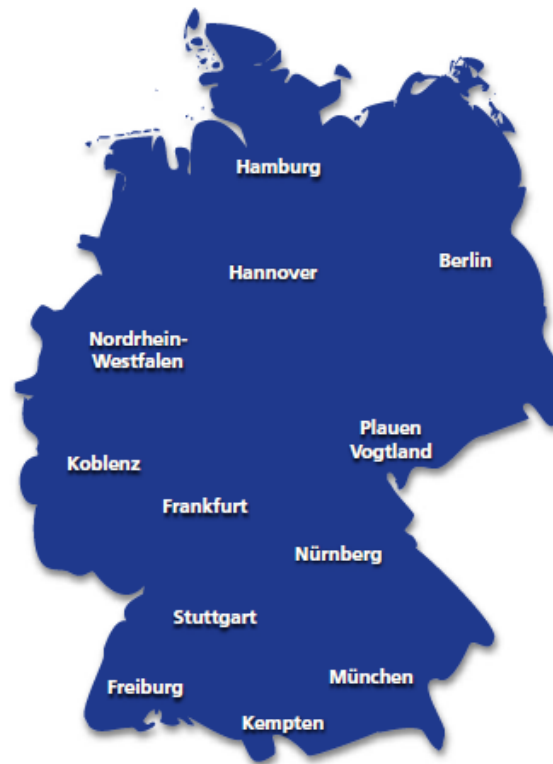 Hamburg
Berlin
Hannover
Nordrhein-
Westfalen
Plauen
Vogtland
Koblenz
Frankfurt
Nürnberg
Stuttgart
München
Freiburg
Kempten